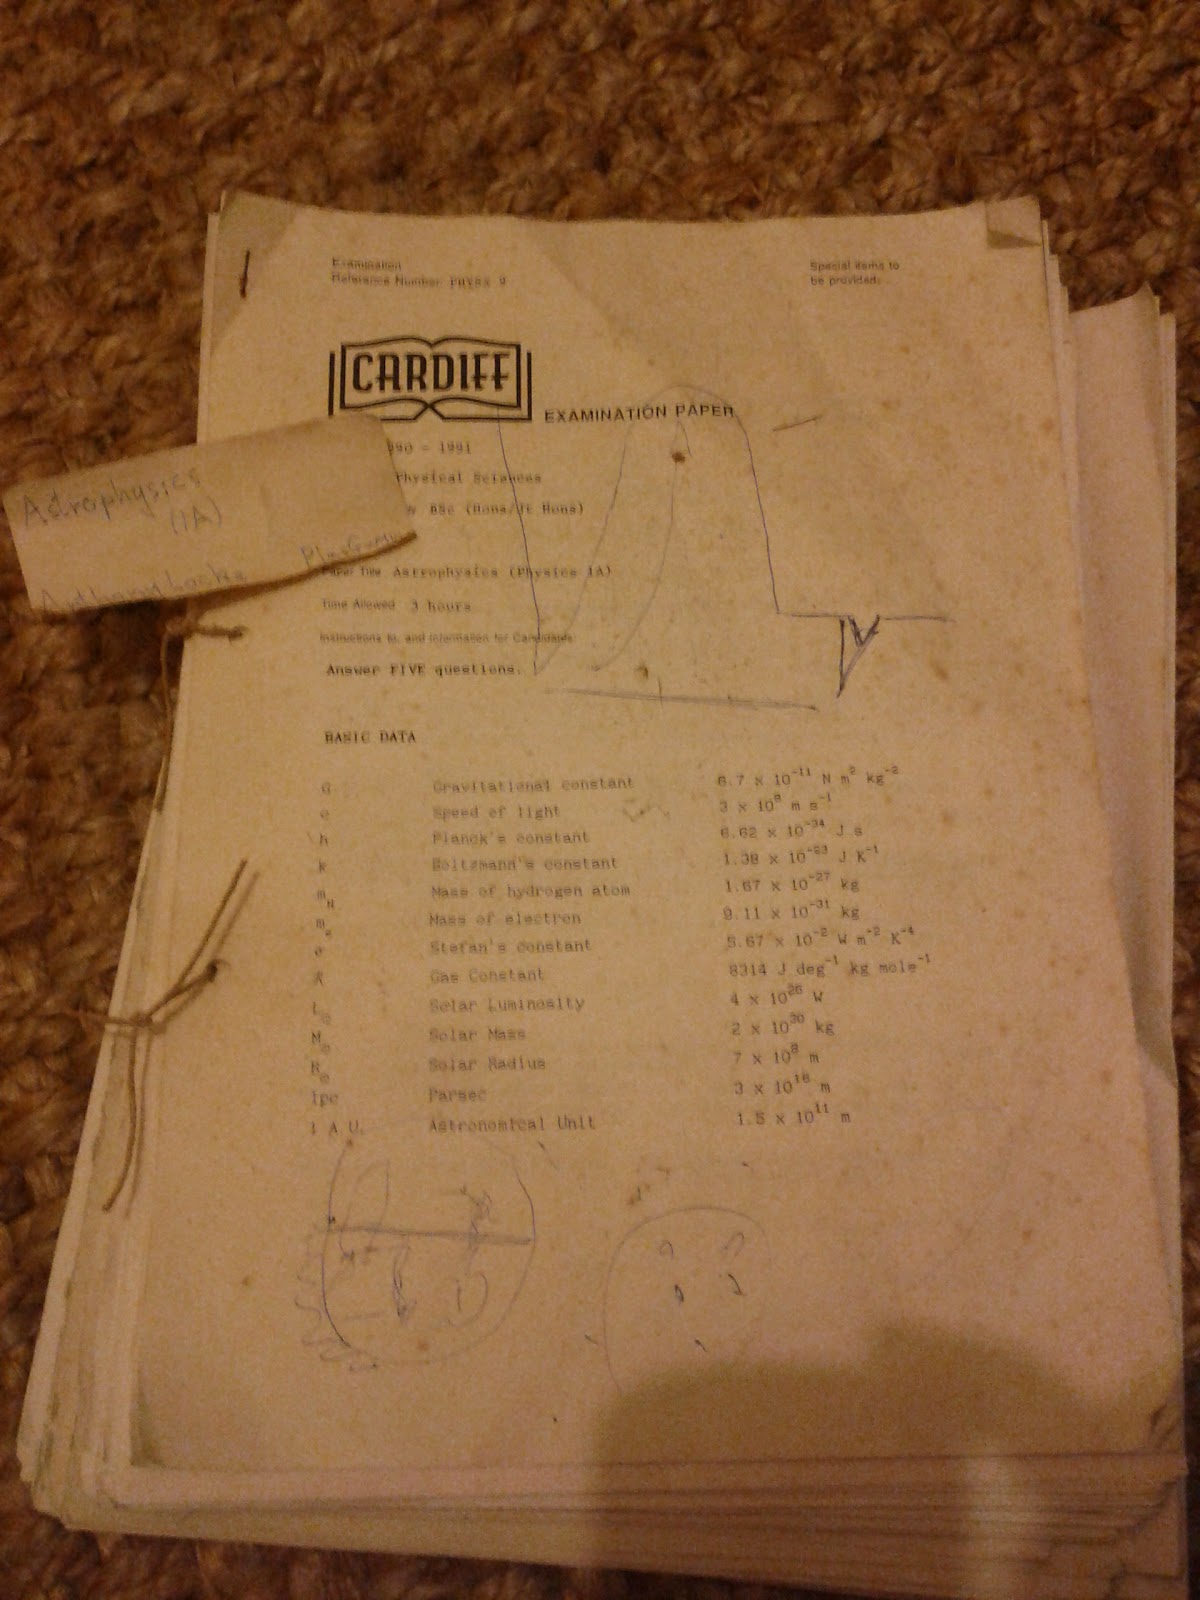 Examination
Reference Number PHYSX 9
Special items to
be provided:
CARDIFF
EXAMINATION PAPER
990 - 1991
Physical Sciences
BSc (Hons/Jt Hons)
Astrophysics
(1A)
Paper Title Astrophysics (Physics 1A)
Time Allowed 3 hours
Instructions to, and information for Candidates:
Answer FIVE questions.
BASIC DATA
G Gravitational constant 6.7 x 10⁻¹¹ N m² kg⁻²
c Speed of light 3 x 10⁸ m s⁻¹
h Planck's constant 6.62 x 10⁻³⁴ J s
k Boltzmann's constant 1.38 x 10⁻²³ J K⁻¹
m_H Mass of hydrogen atom 1.67 x 10⁻²⁷ kg
m_e Mass of electron 9.11 x 10⁻³¹ kg
σ Stefan's constant 5.67 x 10⁻² W m⁻² K⁻⁴
R Gas Constant 8314 J deg⁻¹ kg mole⁻¹
L⊙ Solar Luminosity 4 x 10²⁶ W
M⊙ Solar Mass 2 x 10³⁰ kg
R⊙ Solar Radius 7 x 10⁸ m
1pc Parsec 3 x 10¹⁶ m
1 A.U. Astronomical Unit 1.5 x 10¹¹ m